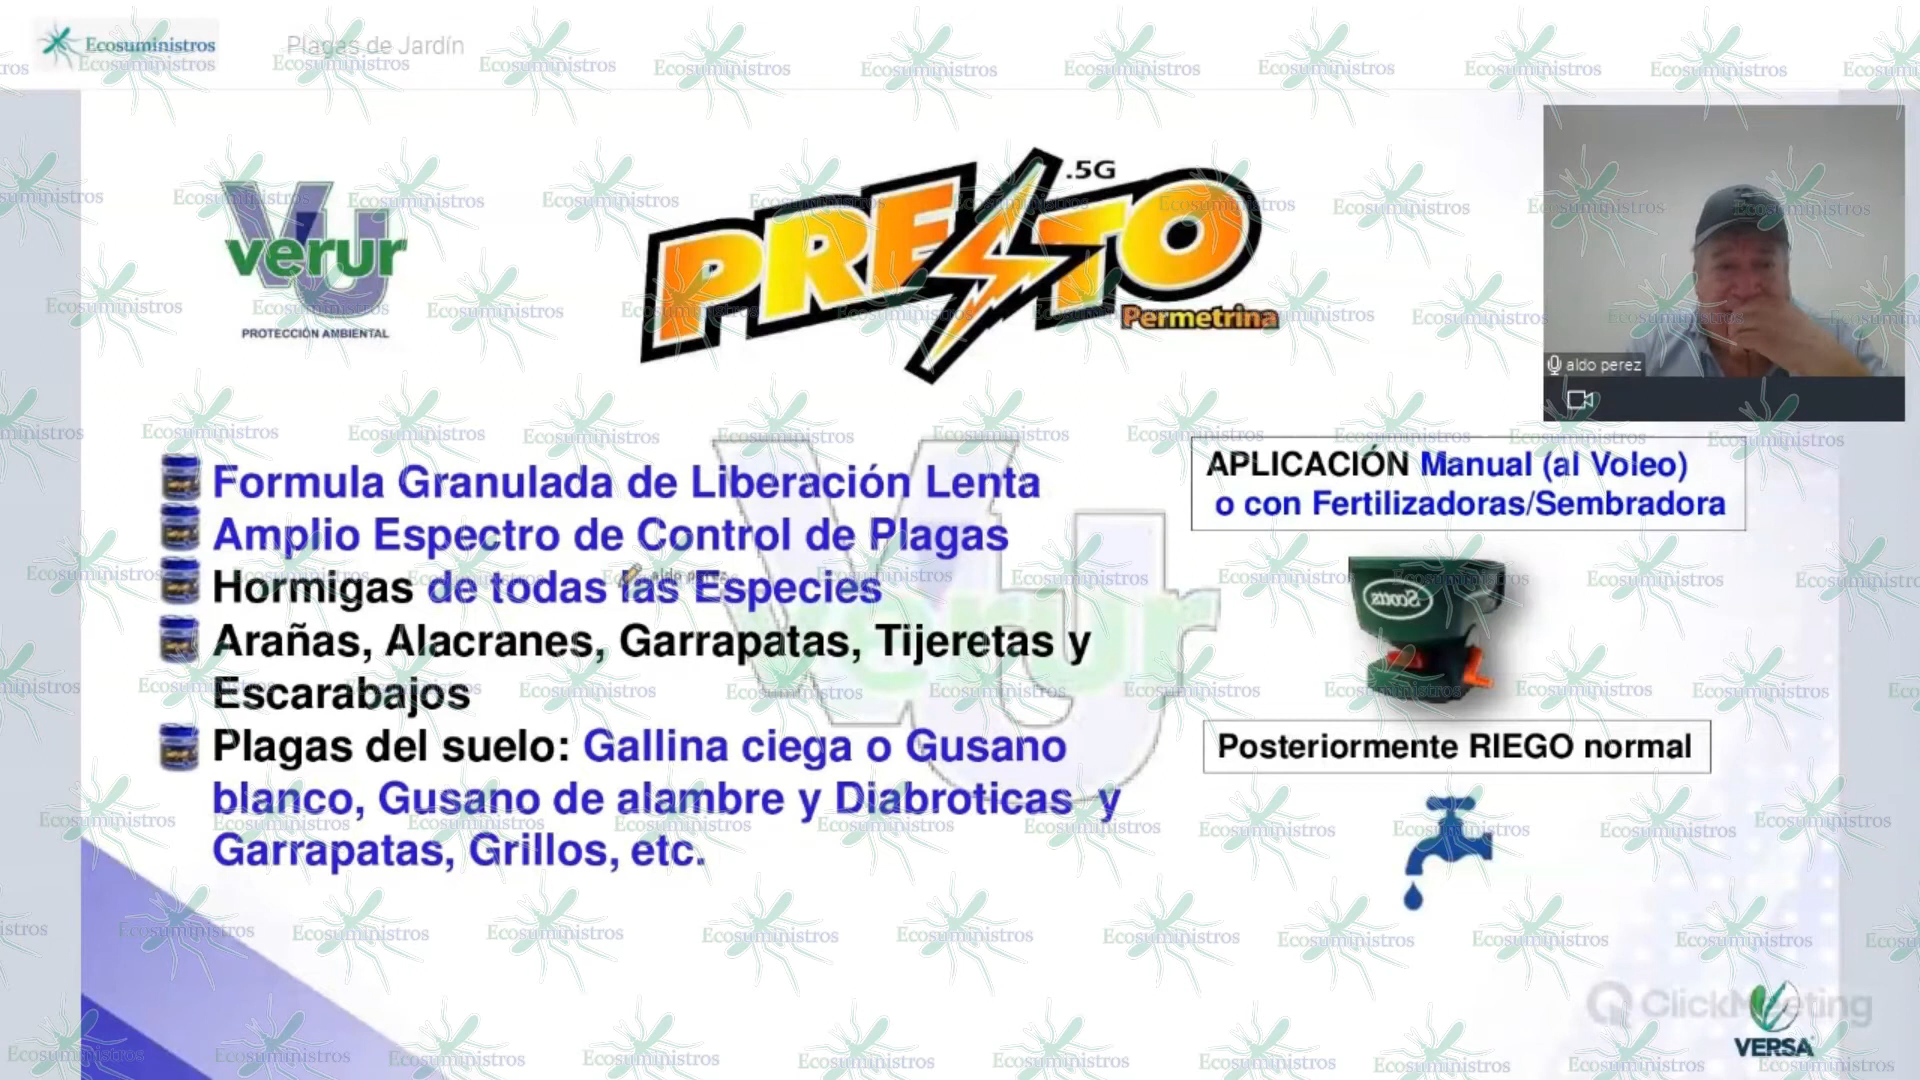 Ecosuministros
Plagas de Jardín
verur
PROTECCIÓN AMBIENTAL
PRESTO
.5G
Permetrina
aldo perez
Formula Granulada de Liberación Lenta
Amplio Espectro de Control de Plagas
Hormigas de todas las Especies
aldo perez
Arañas, Alacranes, Garrapatas, Tijeretas y
Escarabajos
Plagas del suelo: Gallina ciega o Gusano
blanco, Gusano de alambre y Diabroticas y
Garrapatas, Grillos, etc.
APLICACIÓN Manual (al Voleo)
o con Fertilizadoras/Sembradora
Scotts
Posteriormente RIEGO normal
ClickMeeting
VERSA